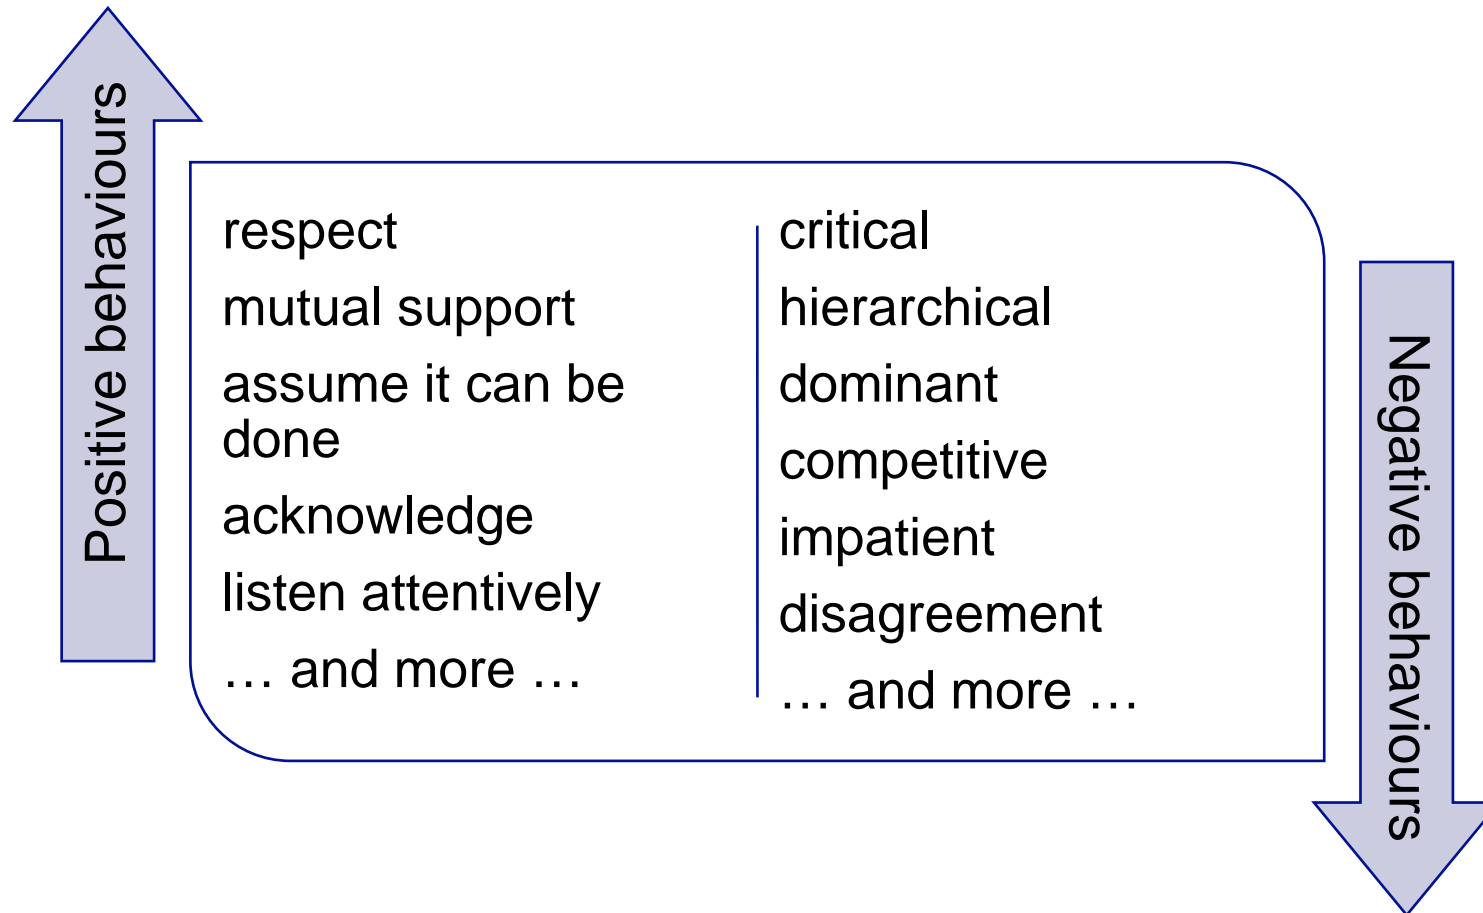 Positive behaviours
respect
mutual support
assume it can be
done
acknowledge
listen attentively
… and more …
critical
hierarchical
dominant
competitive
impatient
disagreement
… and more …
Negative behaviours